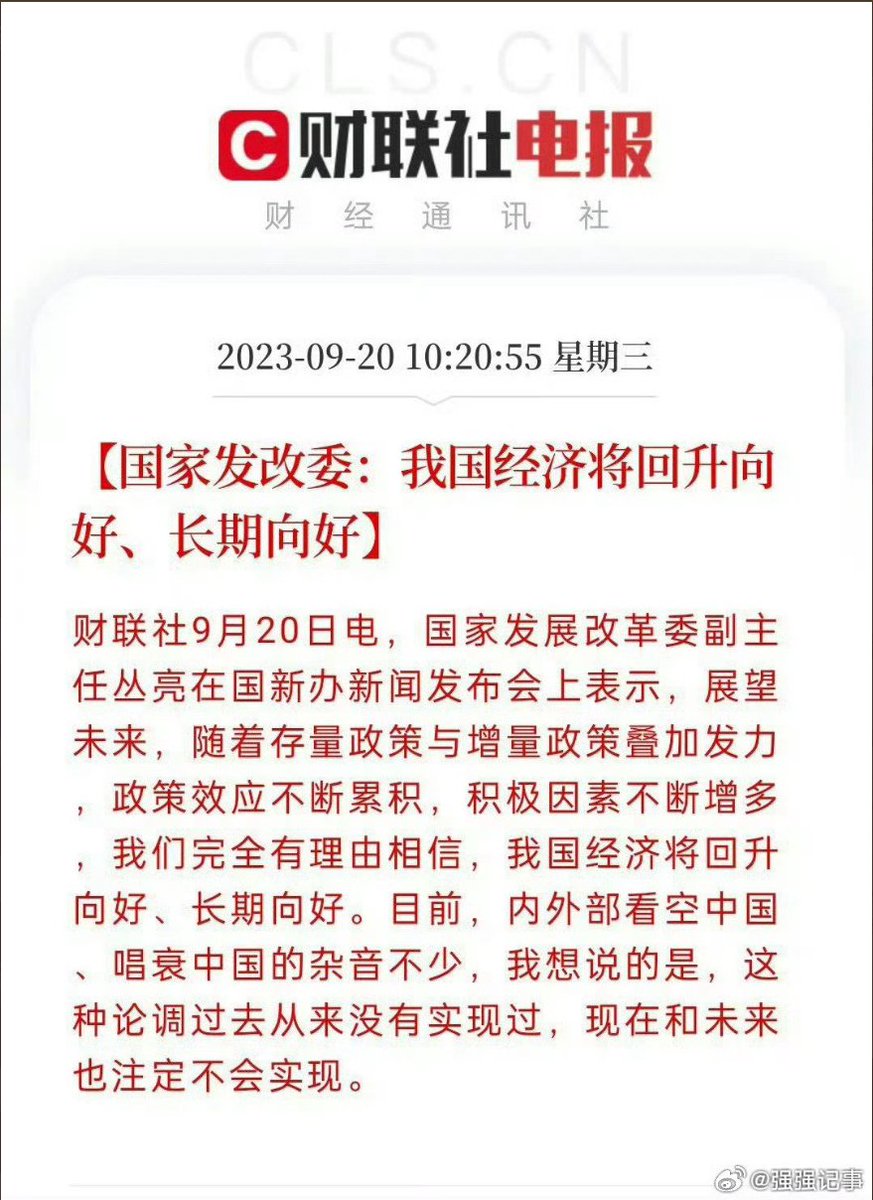 CLS.CN
C 财联社电报
财经通讯社
2023-09-20 10:20:55 星期三
【国家发改委：我国经济将回升向
好、长期向好】
财联社9月20日电，国家发展改革委副主
任丛亮在国新办新闻发布会上表示，展望
未来，随着存量政策与增量政策叠加发力
，政策效应不断累积，积极因素不断增多
，我们完全有理由相信，我国经济将回升
向好、长期向好。目前，内外部看空中国
、唱衰中国的杂音不少，我想说的是，这
种论调过去从来没有实现过，现在和未来
也注定不会实现。
@强强记事